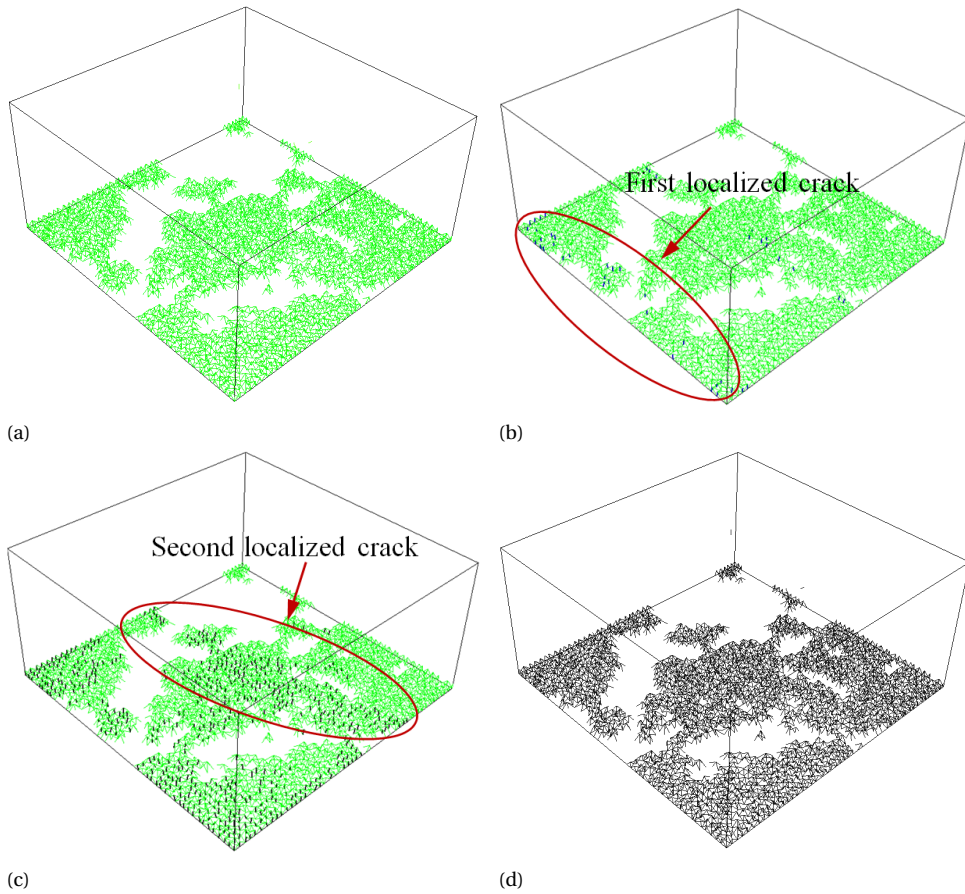 First localized crack
(a)
(b)
Second localized crack
(c)
(d)